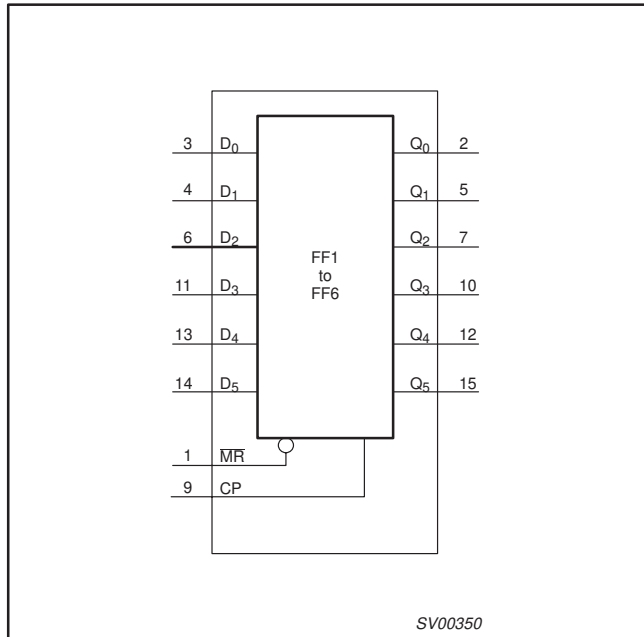 3 D0 Q0 2
4 D1 Q1 5
6 D2 Q2 7
FF1
to
FF6
11 D3 Q3 10
13 D4 Q4 12
14 D5 Q5 15
1 M̅R̅
9 CP
SV00350